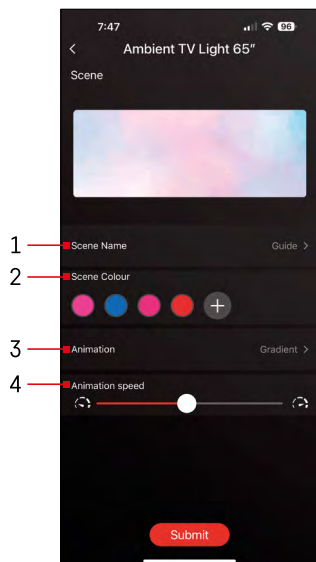 7:47 96
Ambient TV Light 65″
Scene
1 Scene Name Guide >
2 Scene Colour
+
3 Animation Gradient >
4 Animation speed
Submit